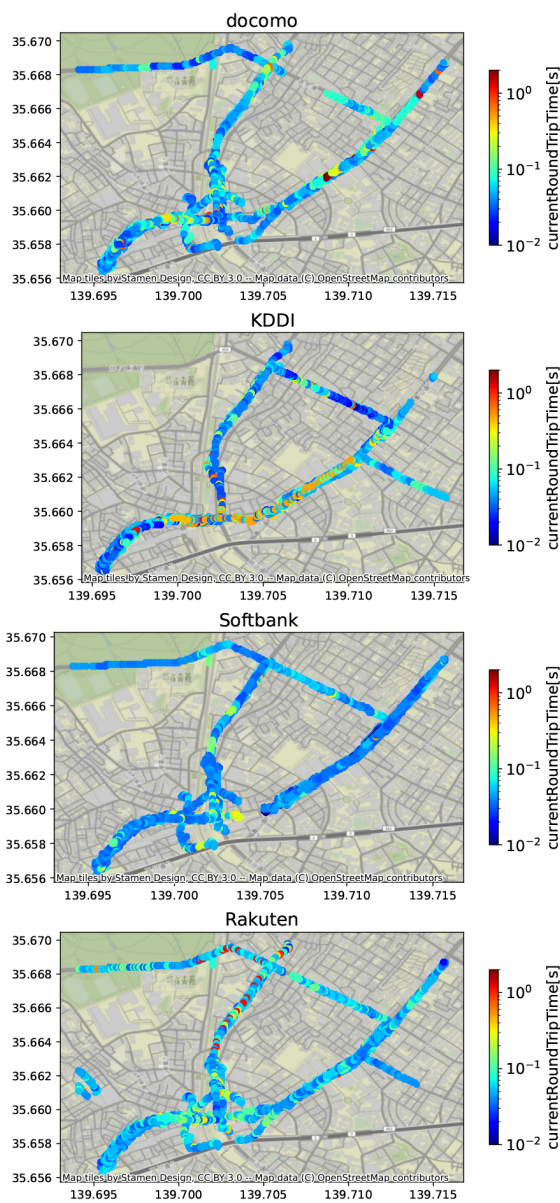 docomo
35.670
35.668
35.666
35.664
35.662
35.660
35.658
35.656
Map tiles by Stamen Design, CC BY 3.0 -- Map data (C) OpenStreetMap contributors
139.695 139.700 139.705 139.710 139.715
10⁰
10⁻¹
10⁻²
currentRoundTripTime[s]
KDDI
35.670
35.668
35.666
35.664
35.662
35.660
35.658
35.656
Map tiles by Stamen Design, CC BY 3.0 -- Map data (C) OpenStreetMap contributors
139.695 139.700 139.705 139.710 139.715
10⁰
10⁻¹
10⁻²
currentRoundTripTime[s]
Softbank
35.670
35.668
35.666
35.664
35.662
35.660
35.658
35.656
Map tiles by Stamen Design, CC BY 3.0 -- Map data (C) OpenStreetMap contributors
139.695 139.700 139.705 139.710 139.715
10⁰
10⁻¹
10⁻²
currentRoundTripTime[s]
Rakuten
35.670
35.668
35.666
35.664
35.662
35.660
35.658
35.656
Map tiles by Stamen Design, CC BY 3.0 -- Map data (C) OpenStreetMap contributors
139.695 139.700 139.705 139.710 139.715
10⁰
10⁻¹
10⁻²
currentRoundTripTime[s]